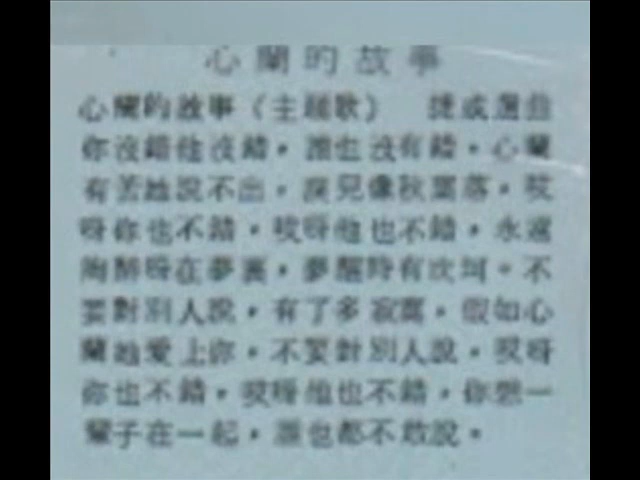 心蘭的故事
心蘭的故事（主題歌） 選曲
你沒錯他沒錯，誰也沒有錯，心蘭
有苦她說不出，淚兒像秋葉落，哎
呀你也不錯，哎呀他也不錯，永遠
陶醉呀在夢裏，夢醒時有坎坷。不
要對別人說，有了多寂寞，假如心
蘭她愛上你，不要對別人說，哎呀
你也不錯，哎呀他也不錯，你想一
輩子在一起，誰也都不敢說。